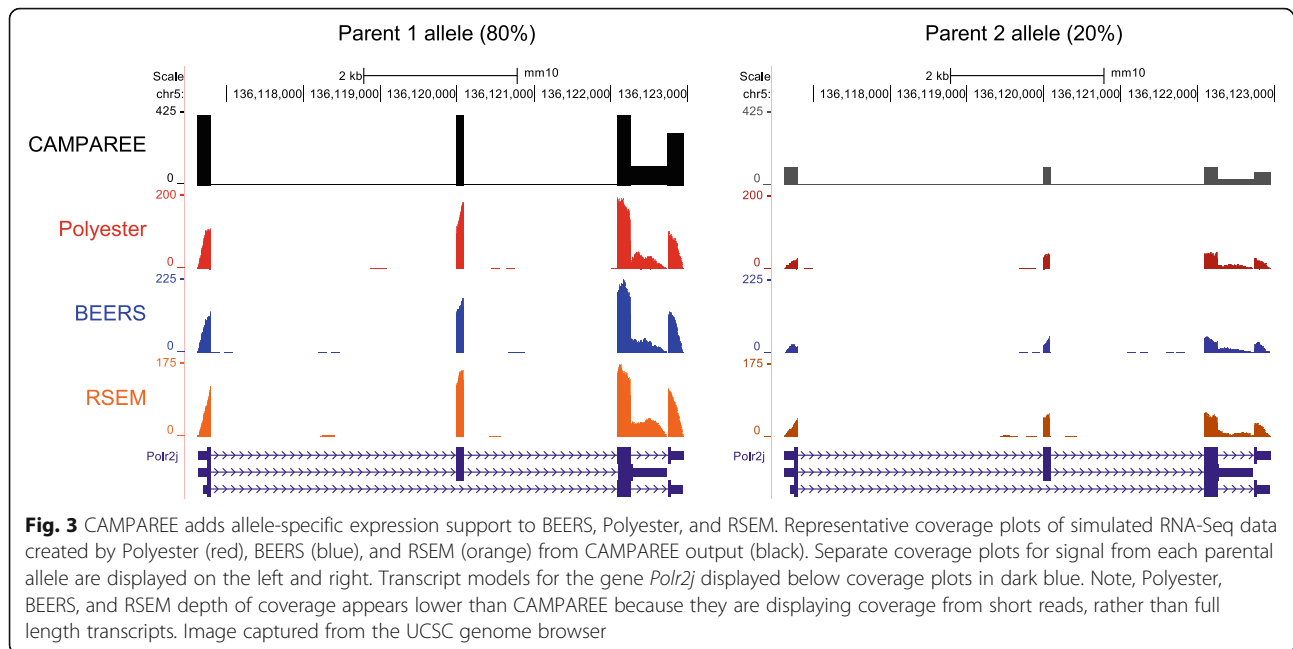 Parent 1 allele (80%)
Parent 2 allele (20%)
Scale
2 kb
mm10
chr5:
136,118,000
136,119,000
136,120,000
136,121,000
136,122,000
136,123,000
Scale
2 kb
mm10
chr5:
136,118,000
136,119,000
136,120,000
136,121,000
136,122,000
136,123,000
CAMPAREE
425
0
425
0
Polyester
200
0
200
0
BEERS
225
0
225
0
RSEM
175
0
175
0
Polr2j
Polr2j
Fig. 3 CAMPAREE adds allele-specific expression support to BEERS, Polyester, and RSEM. Representative coverage plots of simulated RNA-Seq data
created by Polyester (red), BEERS (blue), and RSEM (orange) from CAMPAREE output (black). Separate coverage plots for signal from each parental
allele are displayed on the left and right. Transcript models for the gene Polr2j displayed below coverage plots in dark blue. Note, Polyester,
BEERS, and RSEM depth of coverage appears lower than CAMPAREE because they are displaying coverage from short reads, rather than full
length transcripts. Image captured from the UCSC genome browser